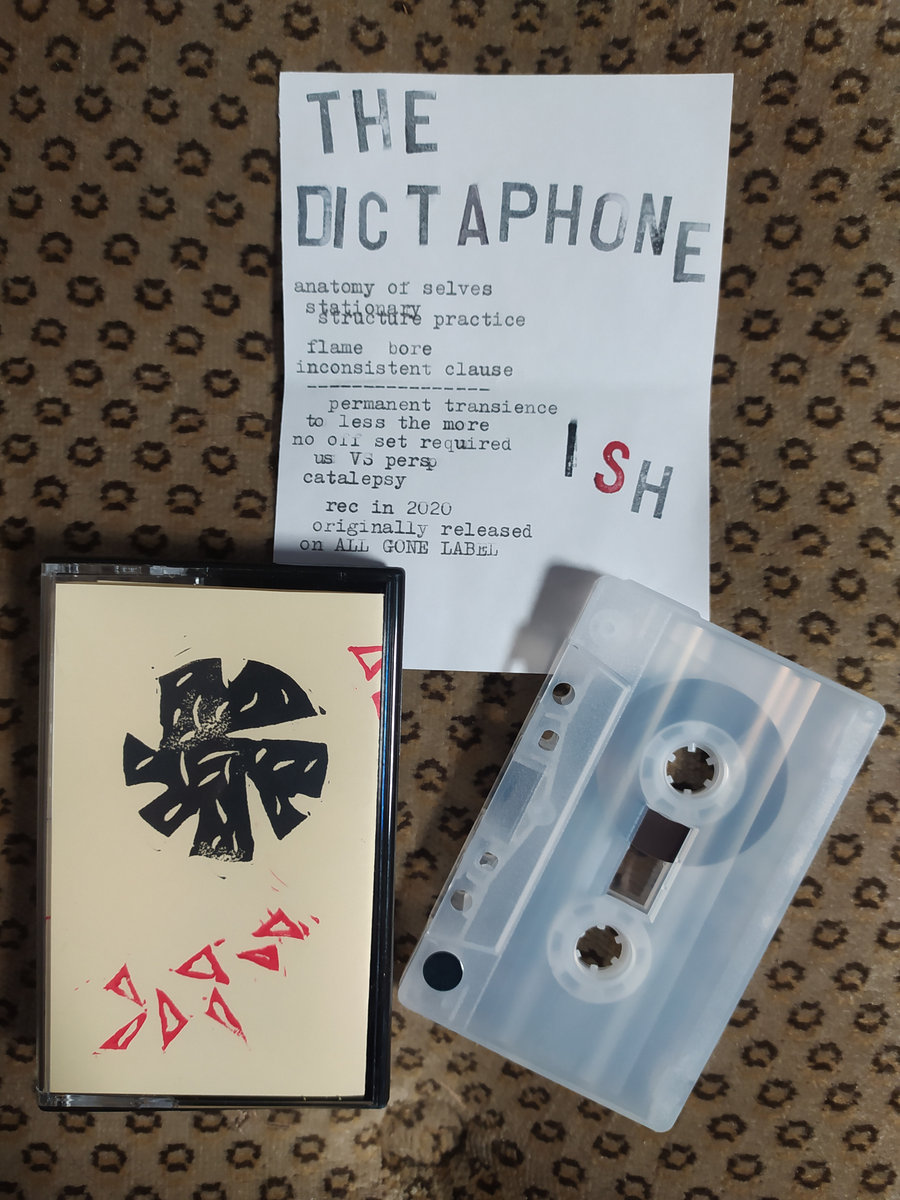 THE
DICTAPHONE
anatomy of selves
stationary
structure practice
flame bore
inconsistent clause
----------------
permanent transience
to less the more
no off set required
us VS persp
catalepsy
ISH
rec in 2020
originally released
on ALL GONE LABEL